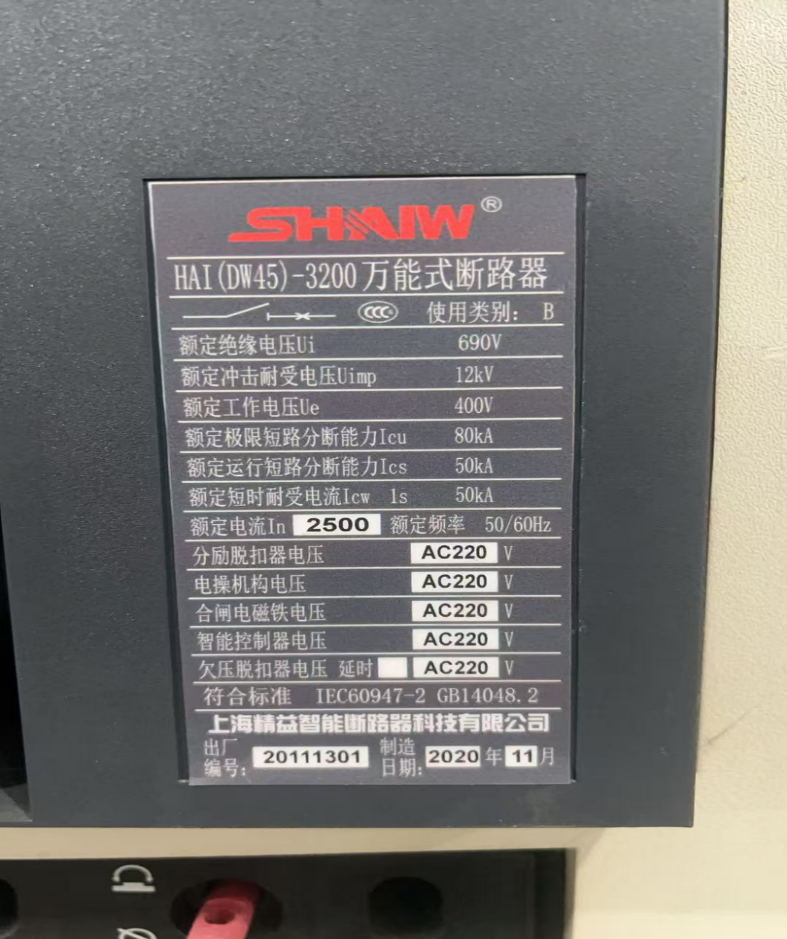 SHAIW®
HAI(DW45)-3200万能式断路器
CCC 使用类别: B
额定绝缘电压Ui 690V
额定冲击耐受电压Uimp 12kV
额定工作电压Ue 400V
额定极限短路分断能力Icu 80kA
额定运行短路分断能力Ics 50kA
额定短时耐受电流Icw 1s 50kA
额定电流In 2500 额定频率 50/60Hz
分励脱扣器电压 AC220 V
电操机构电压 AC220 V
合闸电磁铁电压 AC220 V
智能控制器电压 AC220 V
欠压脱扣器电压 延时 AC220 V
符合标准 IEC60947-2 GB14048.2
上海精益智能断路器科技有限公司
出厂编号: 20111301 制造日期: 2020年11月